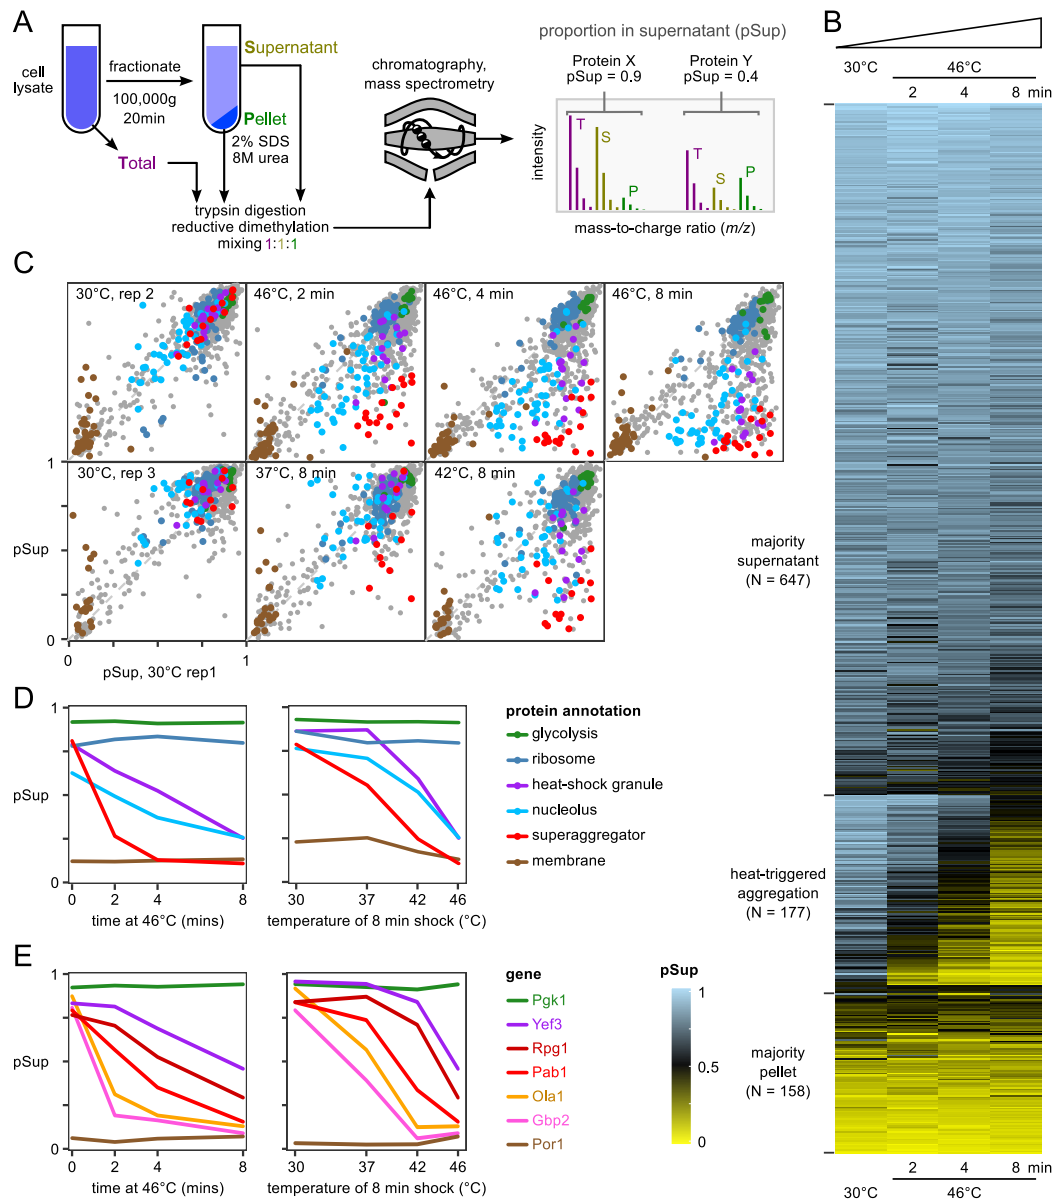 A
cell
lysate
fractionate
100,000g
20min
Supernatant
Pellet
2% SDS
8M urea
Total
trypsin digestion
reductive dimethylation
mixing 1:1:1
chromatography,
mass spectrometry
proportion in supernatant (pSup)
Protein X
pSup = 0.9
Protein Y
pSup = 0.4
intensity
T
S
P
T
S
P
mass-to-charge ratio (m/z)
B
30°C
46°C
2
4
8 min
majority
supernatant
(N = 647)
heat-triggered
aggregation
(N = 177)
majority
pellet
(N = 158)
2
4
8 min
30°C
46°C
C
30°C, rep 2
46°C, 2 min
46°C, 4 min
46°C, 8 min
30°C, rep 3
37°C, 8 min
42°C, 8 min
1
pSup
0
0
1
pSup, 30°C rep1
D
1
pSup
0
0
2
4
8
time at 46°C (mins)
30
37
42
46
temperature of 8 min shock (°C)
protein annotation
glycolysis
ribosome
heat-shock granule
nucleolus
superaggregator
membrane
E
1
pSup
0
0
2
4
8
time at 46°C (mins)
30
37
42
46
temperature of 8 min shock (°C)
gene
Pgk1
Yef3
Rpg1
Pab1
Ola1
Gbp2
Por1
pSup
1
0.5
0